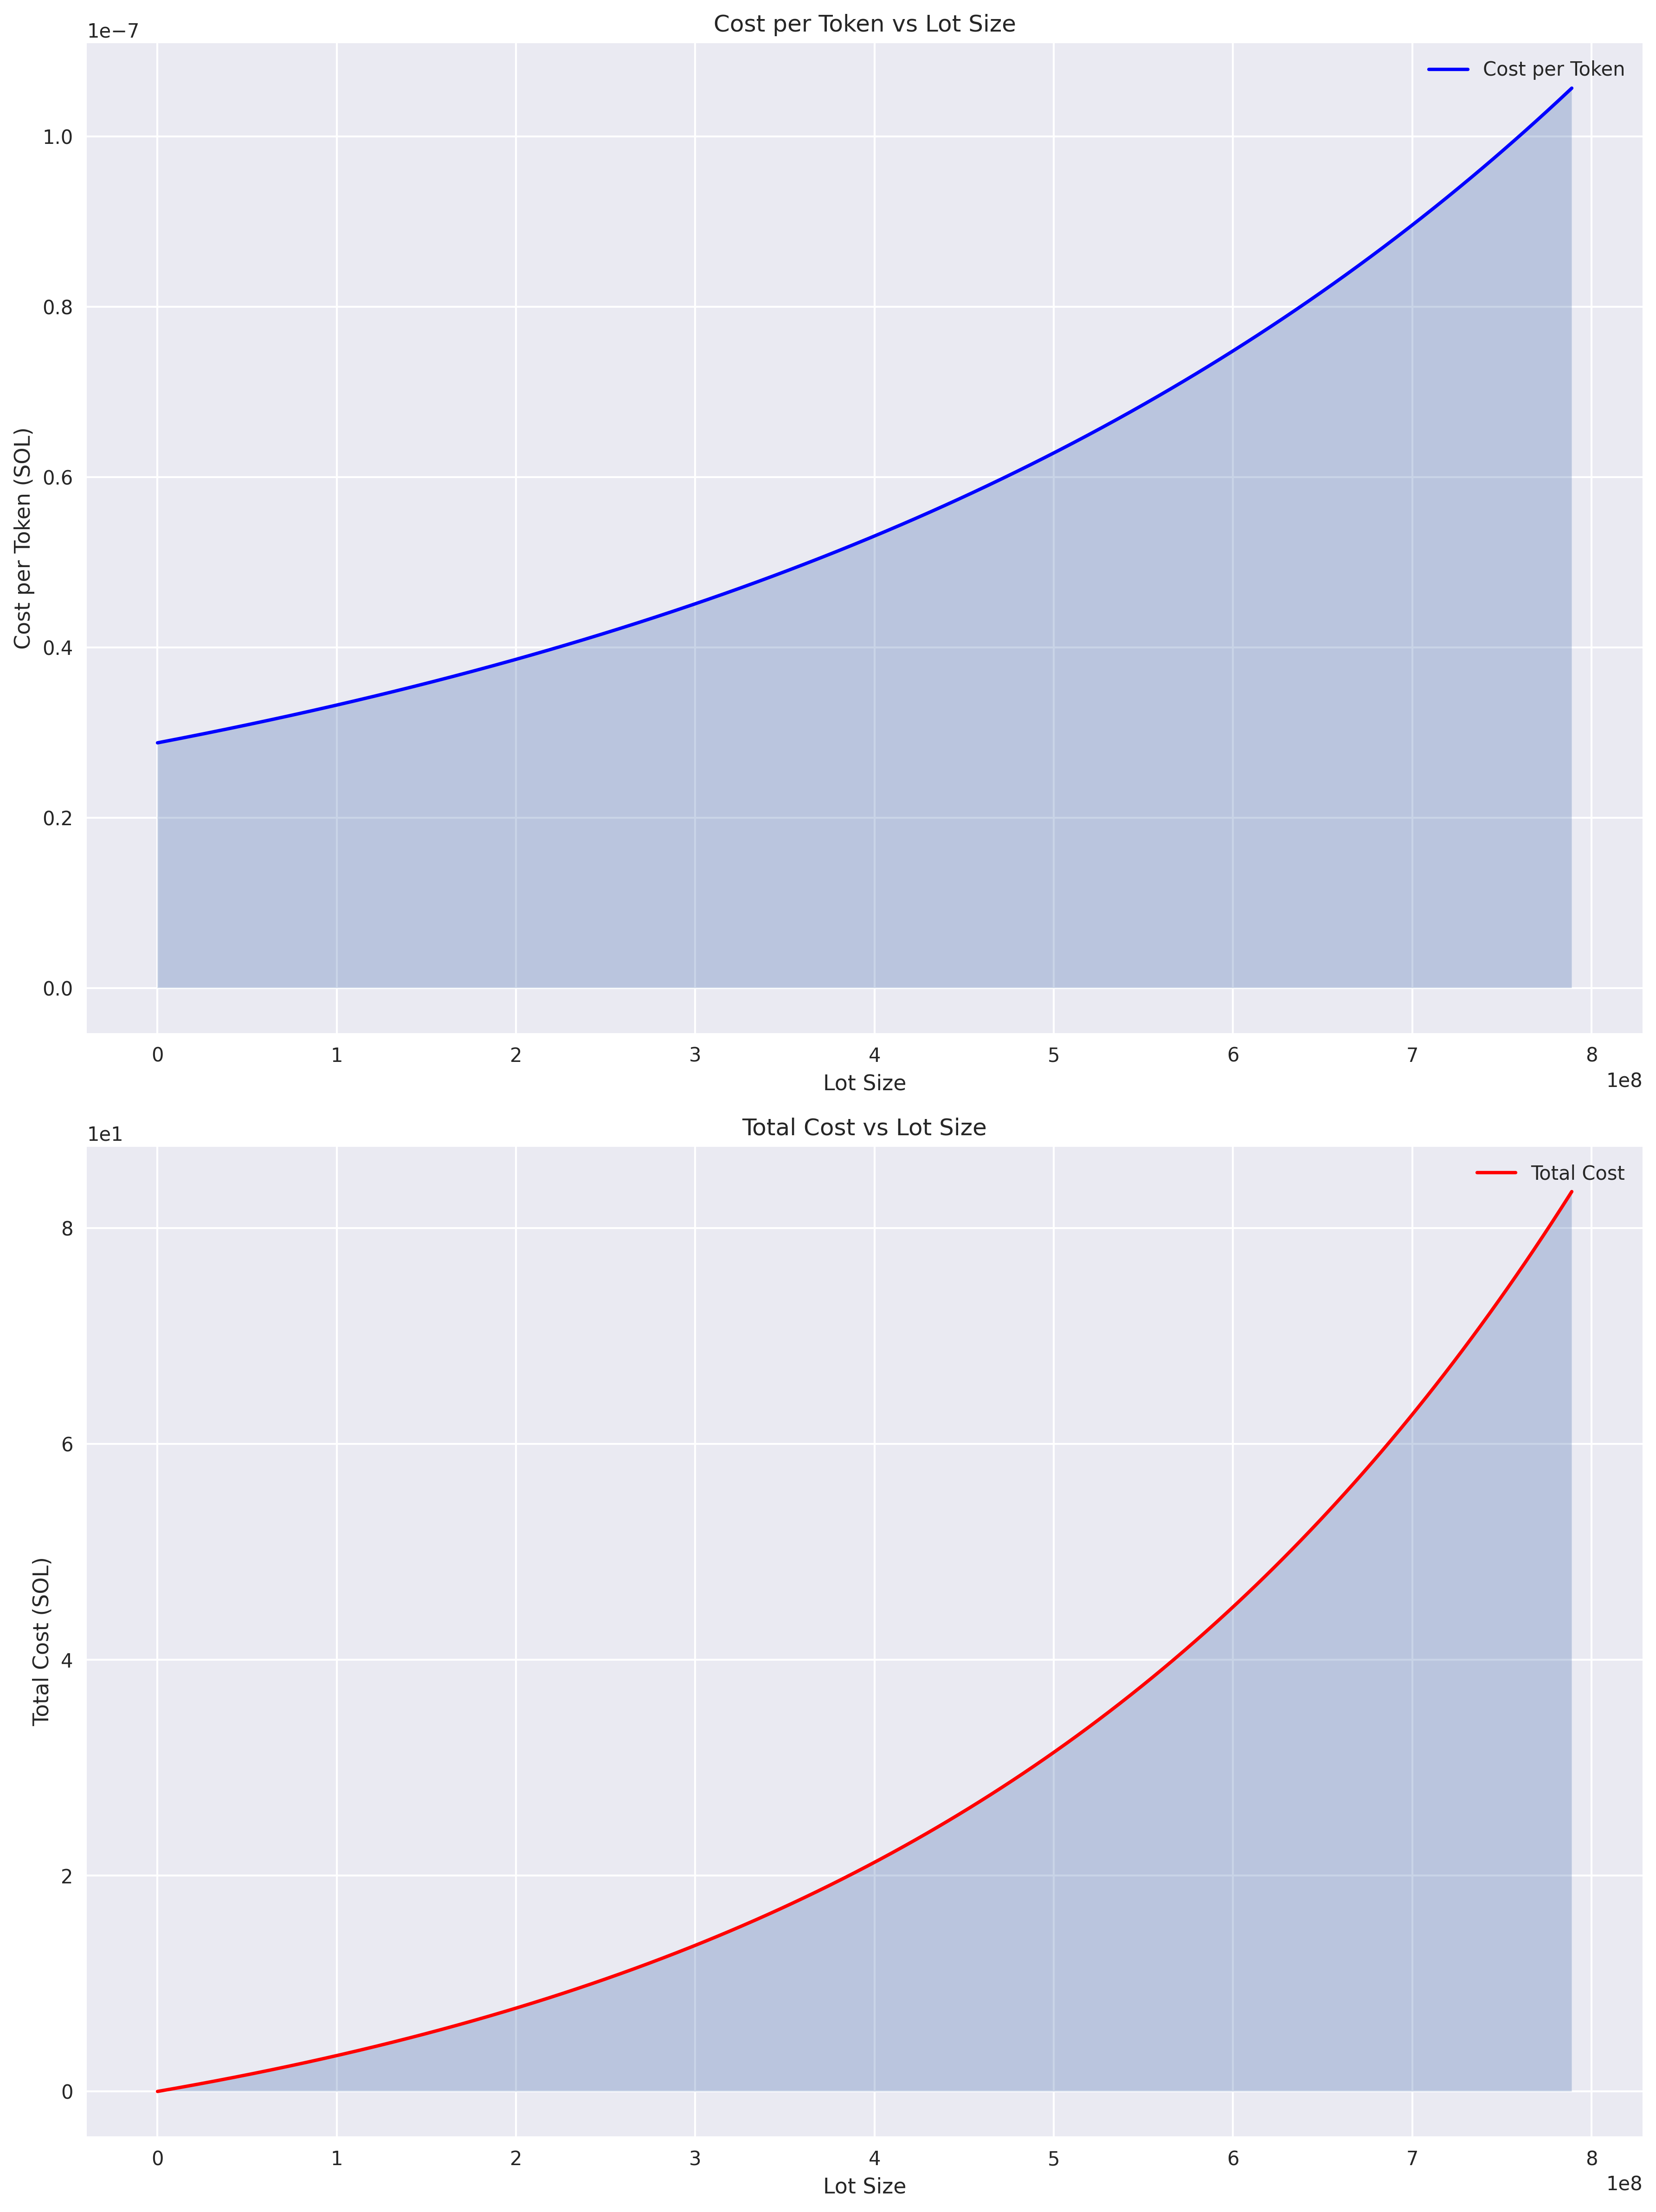 Cost per Token vs Lot Size
1e−7
Cost per Token
1.0
0.8
0.6
0.4
0.2
0.0
Cost per Token (SOL)
0 1 2 3 4 5 6 7 8
Lot Size
1e8
Total Cost vs Lot Size
1e1
Total Cost
8
6
4
2
0
Total Cost (SOL)
0 1 2 3 4 5 6 7 8
Lot Size
1e8